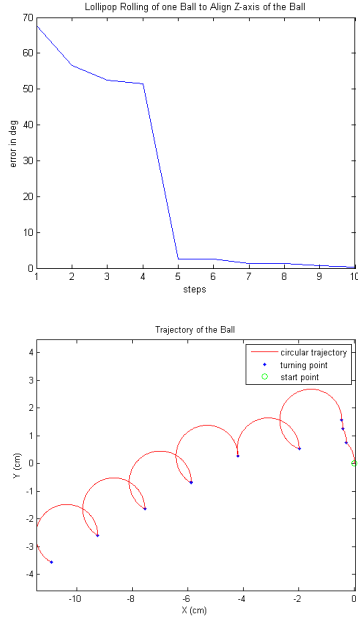 Lollipop Rolling of one Ball to Align Z-axis of the Ball
70
60
50
40
30
20
10
0
error in deg
1 2 3 4 5 6 7 8 9 10
steps
Trajectory of the Ball
circular trajectory
turning point
start point
4
3
2
1
0
-1
-2
-3
-4
Y (cm)
-10 -8 -6 -4 -2 0
X (cm)